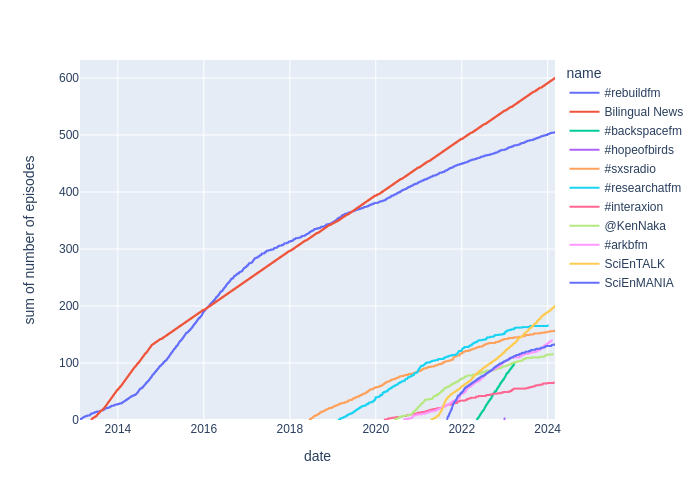 name
#rebuildfm
Bilingual News
#backspacefm
#hopeofbirds
#sxsradio
#researchatfm
#interaxion
@KenNaka
#arkbfm
SciEnTALK
SciEnMANIA
sum of number of episodes
600
500
400
300
200
100
0
2014 2016 2018 2020 2022 2024
date